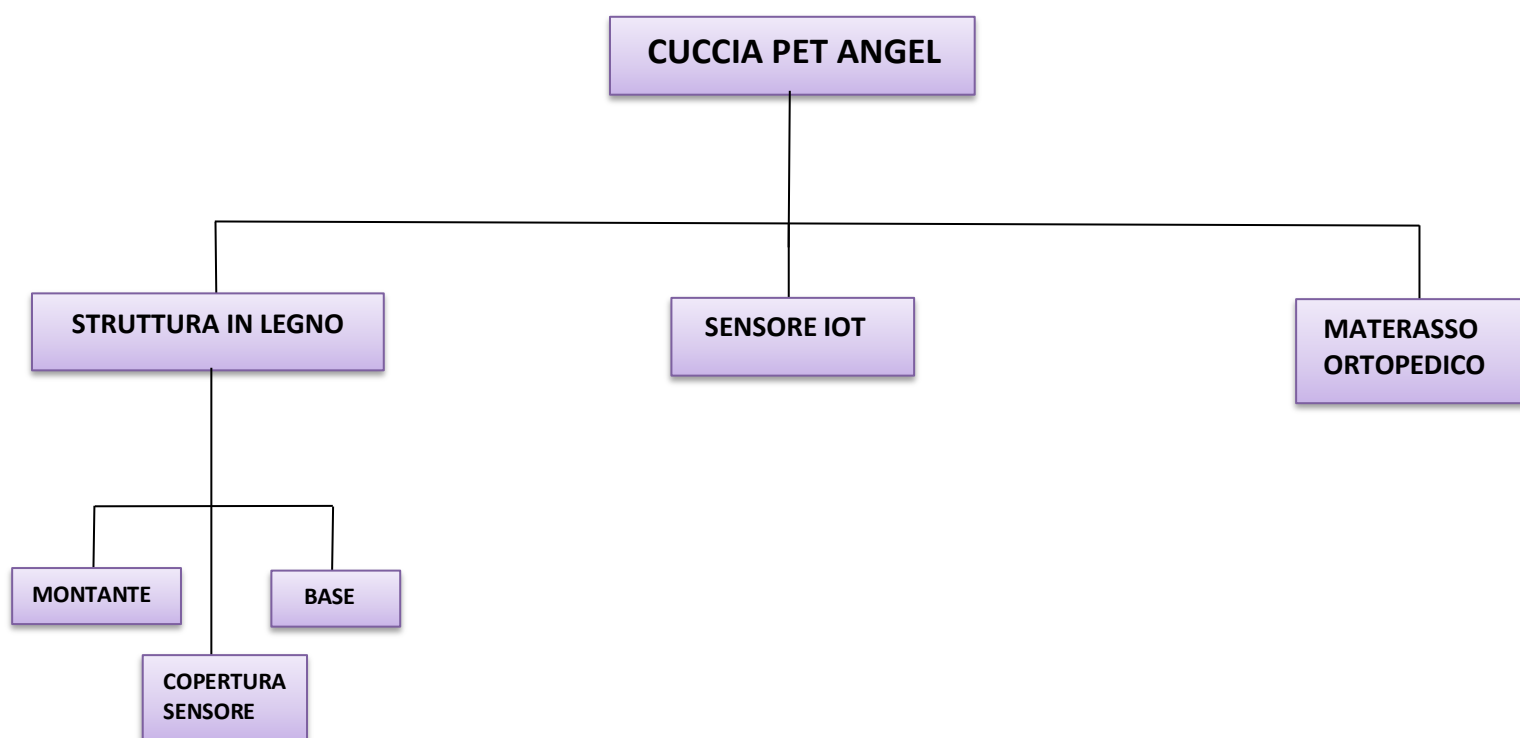 CUCCIA PET ANGEL
STRUTTURA IN LEGNO
SENSORE IOT
MATERASSO
ORTOPEDICO
MONTANTE
BASE
COPERTURA
SENSORE